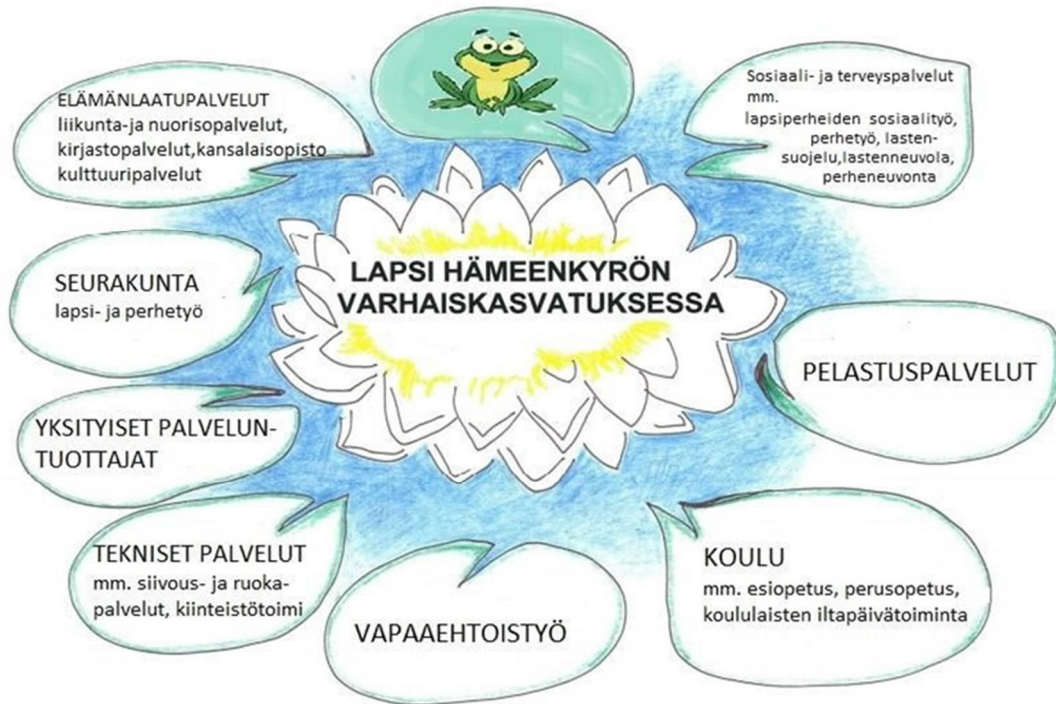 ELÄMÄNLAATUPALVELUT
liikunta-ja nuorisopalvelut,
kirjastopalvelut,kansalaisopisto
kulttuuripalvelut
Sosiaali- ja terveyspalvelut
mm.
lapsiperheiden sosiaalityö,
perhetyö, lasten-
suojelu,lastenneuvola,
perheneuvonta
LAPSI HÄMEENKYRÖN
VARHAISKASVATUKSESSA
SEURAKUNTA
lapsi- ja perhetyö
PELASTUSPALVELUT
YKSITYISET PALVELUN-
TUOTTAJAT
TEKNISET PALVELUT
mm. siivous- ja ruoka-
palvelut, kiinteistötoimi
VAPAAEHTOISTYÖ
KOULU
mm. esiopetus, perusopetus,
koululaisten iltapäivätoiminta